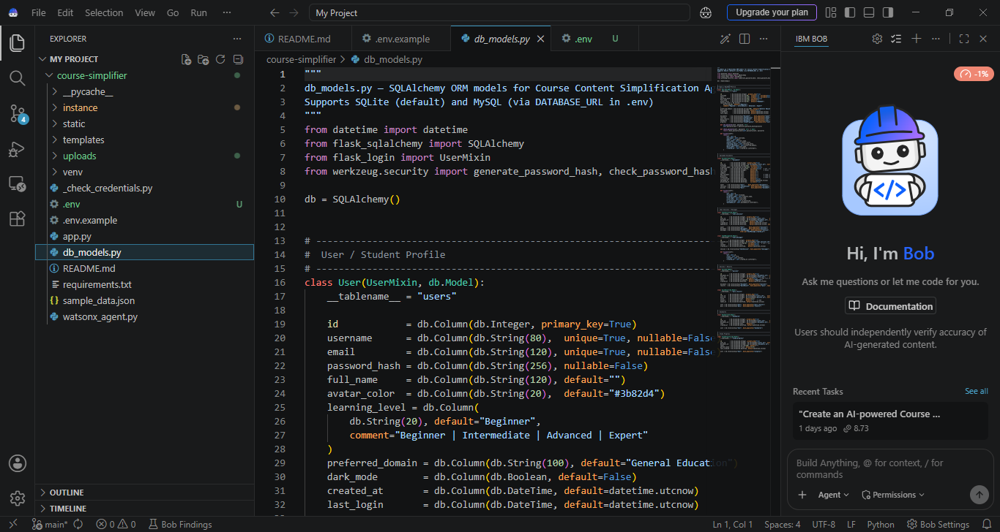 File Edit Selection View Go Run ··· My Project Upgrade your plan
EXPLORER ···
MY PROJECT
course-simplifier
__pycache__
instance
static
templates
uploads
venv
_check_credentials.py
.env U
.env.example
app.py
db_models.py
README.md
requirements.txt
sample_data.json
watsonx_agent.py
OUTLINE
TIMELINE
4
README.md .env.example db_models.py .env U
course-simplifier > db_models.py
1 """
2 db_models.py — SQLAlchemy ORM models for Course Content Simplification Ag
3 Supports SQLite (default) and MySQL (via DATABASE_URL in .env)
4 """
5 from datetime import datetime
6 from flask_sqlalchemy import SQLAlchemy
7 from flask_login import UserMixin
8 from werkzeug.security import generate_password_hash, check_password_hash
9
10 db = SQLAlchemy()
11
12
13 # ----------------------------------------------------------------------
14 # User / Student Profile
15 # ----------------------------------------------------------------------
16 class User(UserMixin, db.Model):
17 __tablename__ = "users"
18
19 id = db.Column(db.Integer, primary_key=True)
20 username = db.Column(db.String(80), unique=True, nullable=False
21 email = db.Column(db.String(120), unique=True, nullable=False
22 password_hash = db.Column(db.String(256), nullable=False)
23 full_name = db.Column(db.String(120), default="")
24 avatar_color = db.Column(db.String(20), default="#3b82d4")
25 learning_level = db.Column(
26 db.String(20), default="Beginner",
27 comment="Beginner | Intermediate | Advanced | Expert"
28 )
29 preferred_domain = db.Column(db.String(100), default="General Education")
30 dark_mode = db.Column(db.Boolean, default=False)
31 created_at = db.Column(db.DateTime, default=datetime.utcnow)
32 last_login = db.Column(db.DateTime, default=datetime.utcnow)
IBM BOB
-1%
</>
Hi, I'm Bob
Ask me questions or let me code for you.
Documentation
Users should independently verify accuracy of
AI-generated content.
Recent Tasks See all
"Create an AI-powered Course ...
1 days ago 8.73
Build Anything, @ for context, / for
commands
Agent Permissions
main* 0 0 Bob Findings Ln 1, Col 1 Spaces: 4 UTF-8 LF Python Bob Settings